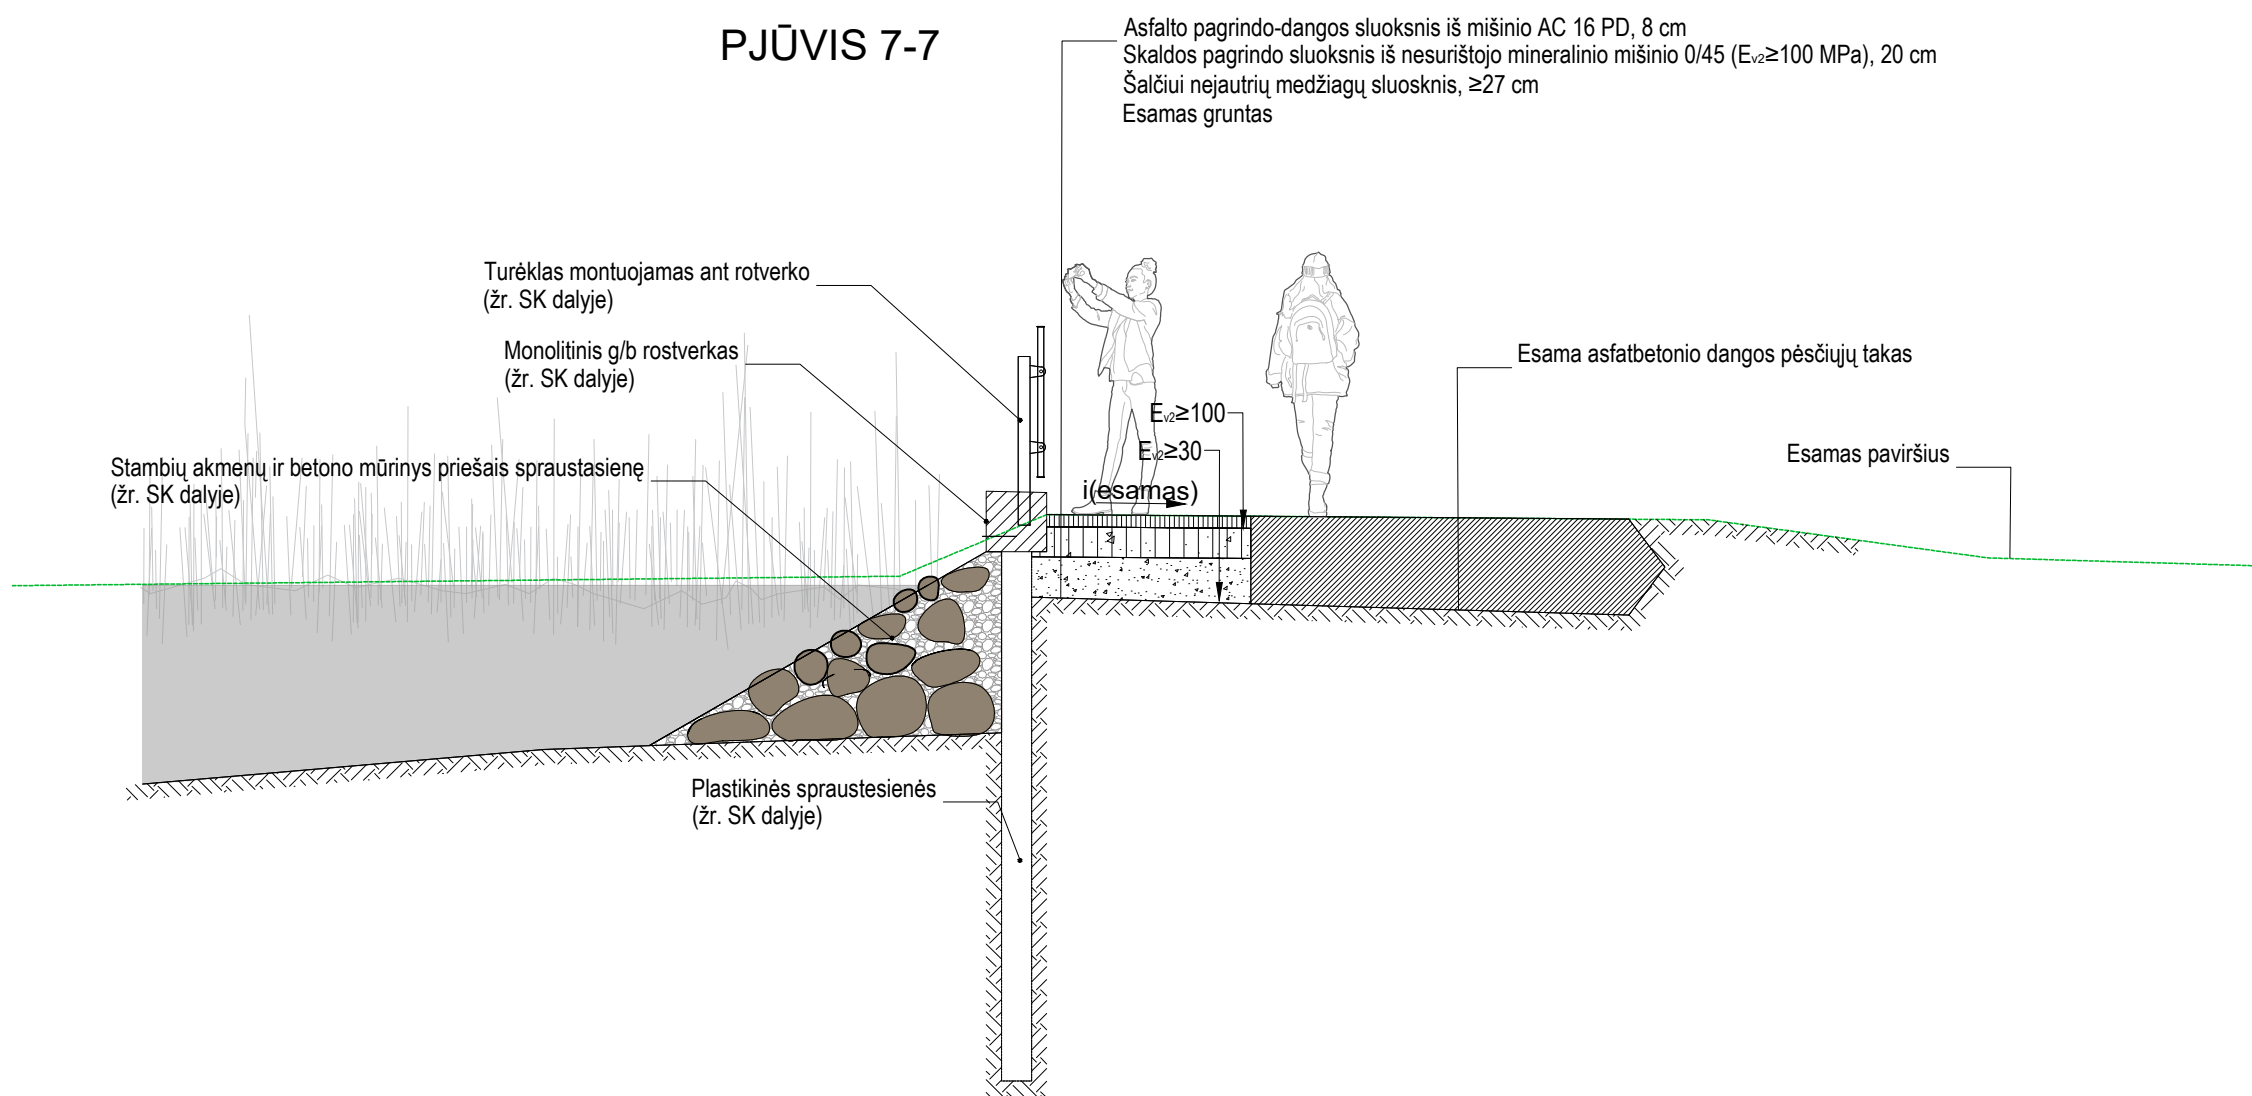 PJŪVIS 7-7
Asfalto pagrindo-dangos sluoksnis iš mišinio AC 16 PD, 8 cm
Skaldos pagrindo sluoksnis iš nesurištojo mineralinio mišinio 0/45 (Ev2≥100 MPa), 20 cm
Šalčiui nejautrių medžiagų sluosknis, ≥27 cm
Esamas gruntas
Turėklas montuojamas ant rotverko
(žr. SK dalyje)
Monolitinis g/b rostverkas
(žr. SK dalyje)
Esama asfatbetonio dangos pėsčiųjų takas
Ev2≥100
Ev2≥30
Esamas paviršius
Stambių akmenų ir betono mūrinys priešais spraustasienę
(žr. SK dalyje)
i(esamas)
Plastikinės spraustesienės
(žr. SK dalyje)